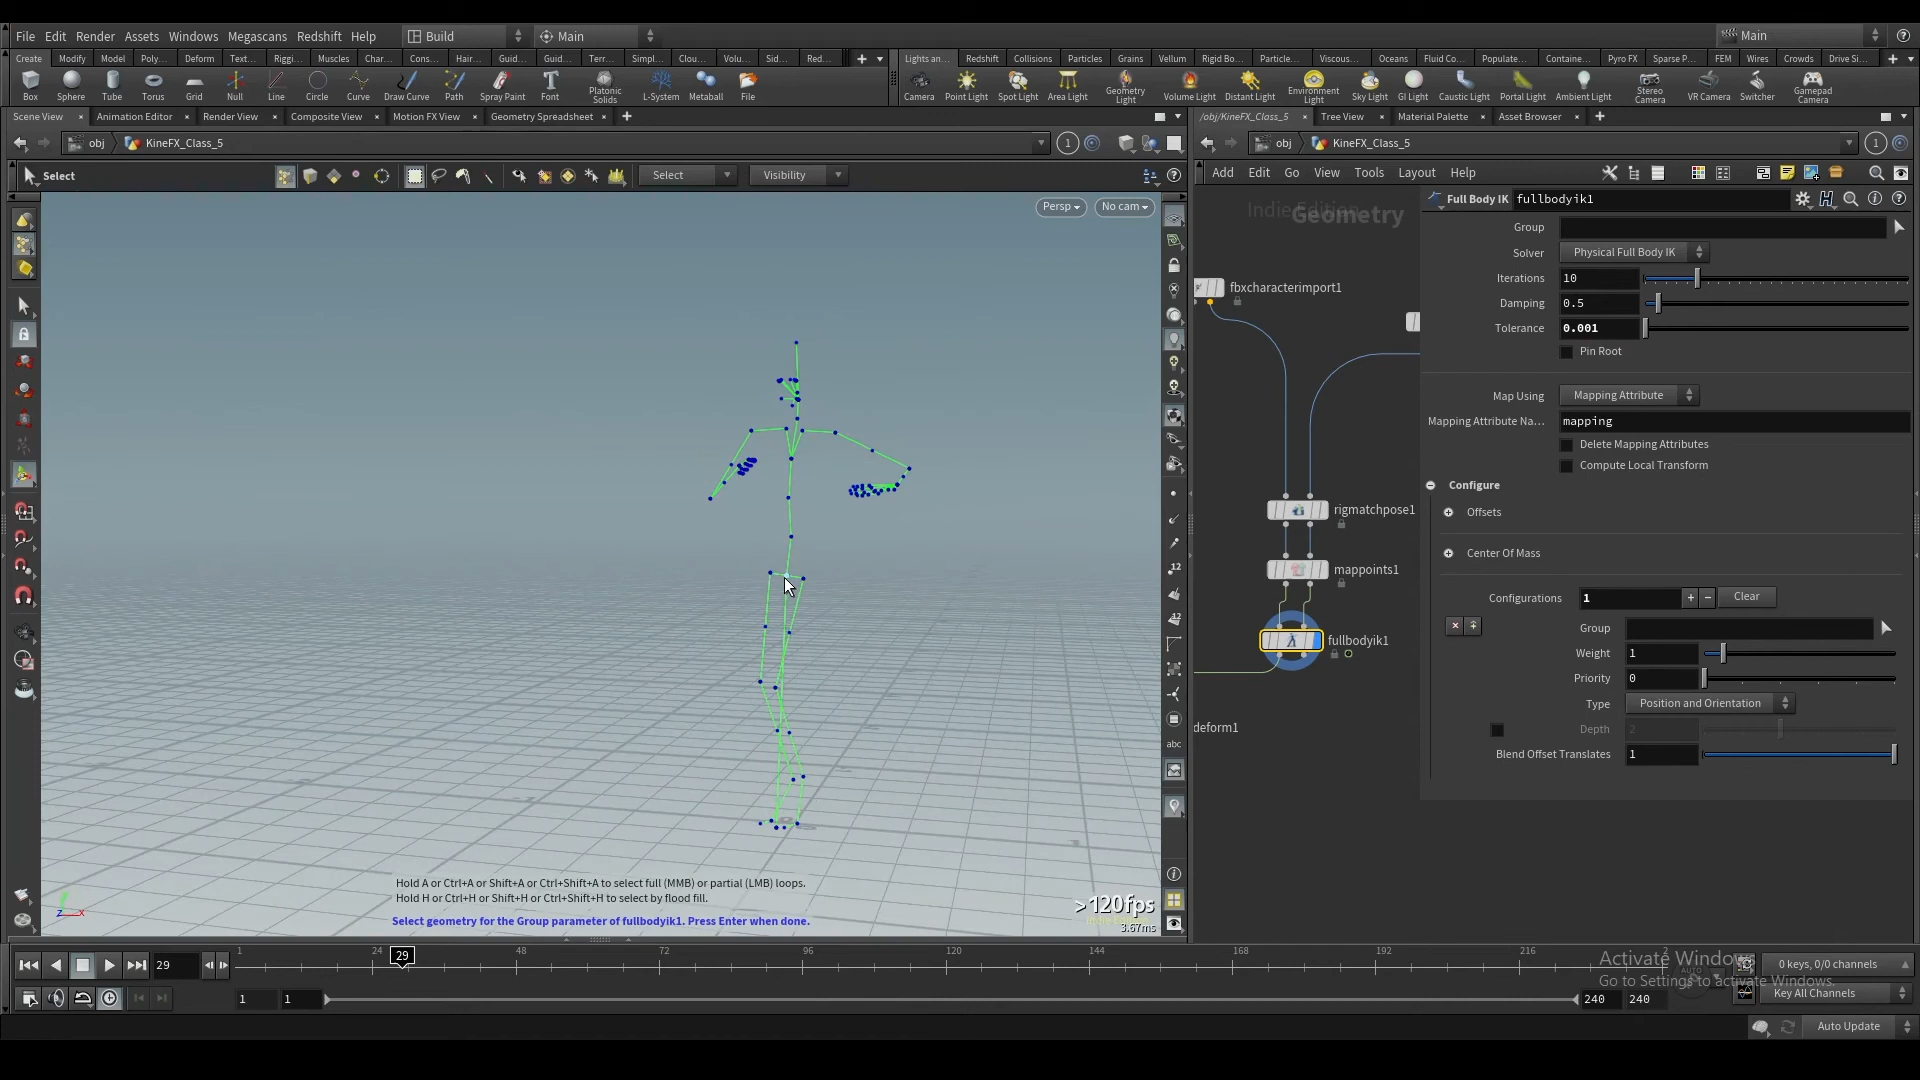 File Edit Render Assets Windows Megascans Redshift Help Build Main Main
Create Modify Model Poly... Deform Text... Riggi... Muscles Char... Cons... Hair... Guid... Guid... Terr... Simpl... Clou... Volu... Sid... Red...
Lights an... Redshift Collisions Particles Grains Vellum Rigid Bo... Particle... Viscous... Oceans Fluid Co... Populate... Containe... Pyro FX Sparse P... FEM Wires Crowds Drive Si...
Box Sphere Tube Torus Grid Null Line Circle Curve Draw Curve Path Spray Paint Font Platonic Solids L-System Metaball File
Camera Point Light Spot Light Area Light Geometry Light Volume Light Distant Light Environment Light Sky Light GI Light Caustic Light Portal Light Ambient Light Stereo Camera VR Camera Switcher Gamepad Camera
Scene View Animation Editor Render View Composite View Motion FX View Geometry Spreadsheet
/obj/KineFX_Class_5 Tree View Material Palette Asset Browser
obj KineFX_Class_5 1
obj KineFX_Class_5 1
Select Select Visibility
Add Edit Go View Tools Layout Help
Persp No cam
Indie Edition
Geometry
fbxcharacterimport1
rigmatchpose1
mappoints1
fullbodyik1
deform1
Full Body IK fullbodyik1
Group
Solver Physical Full Body IK
Iterations 10
Damping 0.5
Tolerance 0.001
Pin Root
Map Using Mapping Attribute
Mapping Attribute Na... mapping
Delete Mapping Attributes
Compute Local Transform
Configure
Offsets
Center Of Mass
Configurations 1 Clear
Group
Weight 1
Priority 0
Type Position and Orientation
Depth 2
Blend Offset Translates 1
12
12
abc
Hold A or Ctrl+A or Shift+A or Ctrl+Shift+A to select full (MMB) or partial (LMB) loops.
Hold H or Ctrl+H or Shift+H or Ctrl+Shift+H to select by flood fill.
Select geometry for the Group parameter of fullbodyik1. Press Enter when done.
>120fps
3.67ms
z x
29 1 24 29 48 72 96 120 144 168 192 216 2
Activate Windows
Go to Settings to activate Windows.
0 keys, 0/0 channels
1 1 240 240 Key All Channels
Auto Update